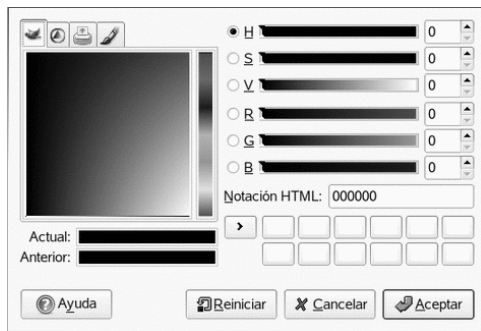 H 0
S 0
V 0
R 0
G 0
B 0
Notación HTML: 000000
Actual:
Anterior:
Ayuda
Reiniciar
Cancelar
Aceptar